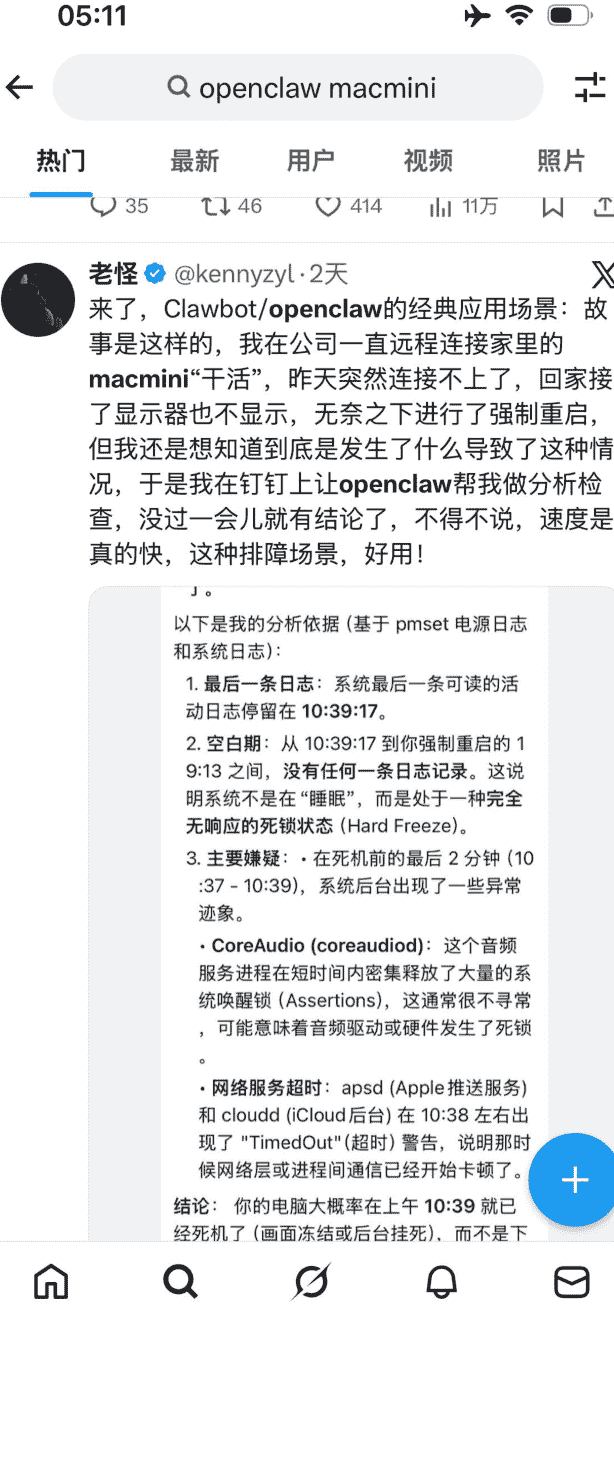 05:11
openclaw macmini
热门 最新 用户 视频 照片
35 46 414 11万
老怪 @kennyzyl·2天
来了，Clawbot/openclaw的经典应用场景：故
事是这样的，我在公司一直远程连接家里的
macmini“干活”，昨天突然连接不上了，回家接
了显示器也不显示，无奈之下进行了强制重启，
但我还是想知道到底是发生了什么导致了这种情
况，于是我在钉钉上让openclaw帮我做分析检
查，没过一会儿就有结论了，不得不说，速度是
真的快，这种排障场景，好用！
以下是我的分析依据 (基于 pmset 电源日志
和系统日志)：
1. 最后一条日志：系统最后一条可读的活
动日志停留在 10:39:17。
2. 空白期：从 10:39:17 到你强制重启的 1
9:13 之间，没有任何一条日志记录。这说
明系统不是在“睡眠”，而是处于一种完全
无响应的死锁状态 (Hard Freeze)。
3. 主要嫌疑：• 在死机前的最后 2 分钟 (10
:37 - 10:39)，系统后台出现了一些异常
迹象。
• CoreAudio (coreaudiod)：这个音频
服务进程在短时间内密集释放了大量的系
统唤醒锁 (Assertions)，这通常很不寻常
，可能意味着音频驱动或硬件发生了死锁
。
• 网络服务超时：apsd (Apple推送服务)
和 cloudd (iCloud后台) 在 10:38 左右出
现了 "TimedOut"(超时) 警告，说明那时
候网络层或进程间通信已经开始卡顿了。
结论： 你的电脑大概率在上午 10:39 就已
经死机了 (画面冻结或后台挂死)，而不是下